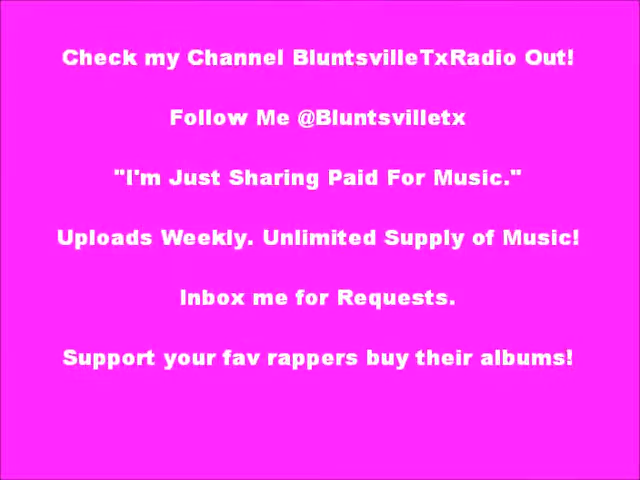 Check my Channel BluntsvilleTxRadio Out!
Follow Me @Bluntsvilletx
"I'm Just Sharing Paid For Music."
Uploads Weekly. Unlimited Supply of Music!
Inbox me for Requests.
Support your fav rappers buy their albums!